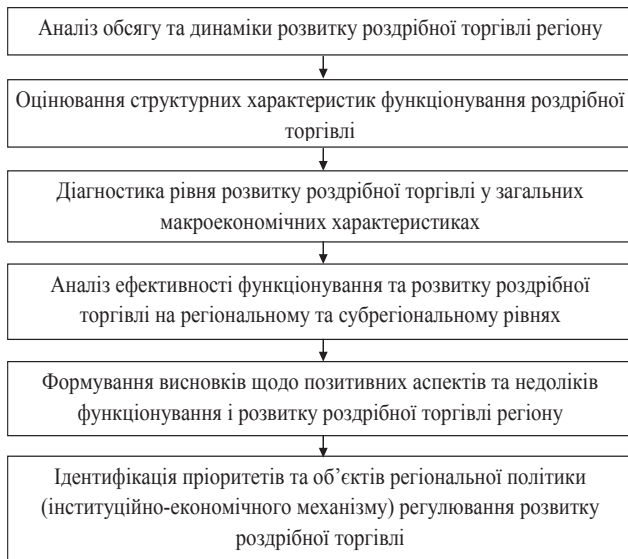 Аналіз обсягу та динаміки розвитку роздрібної торгівлі регіону
Оцінювання структурних характеристик функціонування роздрібної
торгівлі
Діагностика рівня розвитку роздрібної торгівлі у загальних
макроекономічних характеристиках
Аналіз ефективності функціонування та розвитку роздрібної
торгівлі на регіональному та субрегіональному рівнях
Формування висновків щодо позитивних аспектів та недоліків
функціонування і розвитку роздрібної торгівлі регіону
Ідентифікація пріоритетів та об’єктів регіональної політики
(інституційно-економічного механізму) регулювання розвитку
роздрібної торгівлі